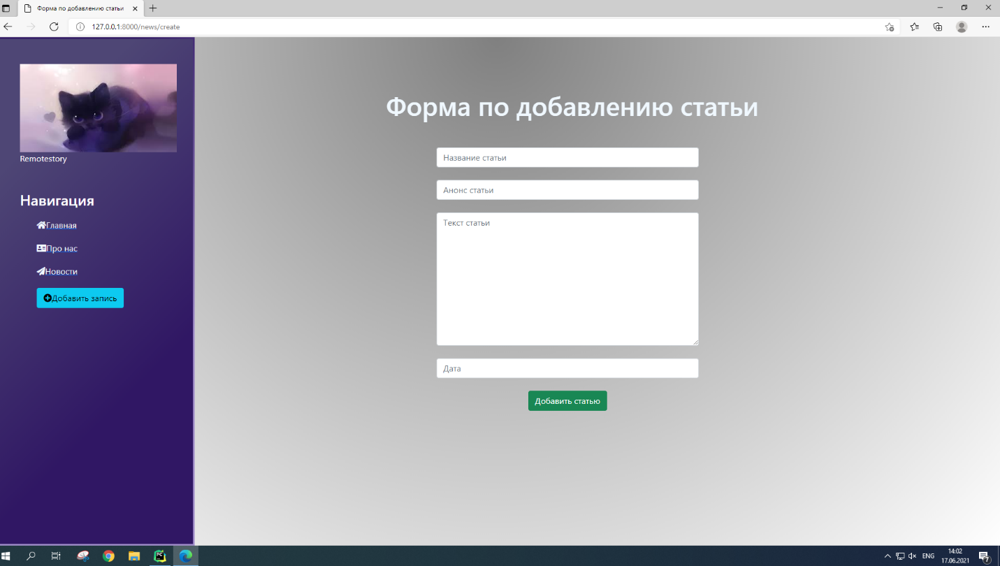 Форма по добавлению статьи
127.0.0.1:8000/news/create
Remotestory
Навигация
Главная
Про нас
Новости
Добавить запись
Форма по добавлению статьи
Название статьи
Анонс статьи
Текст статьи
Дата
Добавить статью
PC
ENG
14:02
17.06.2021
7